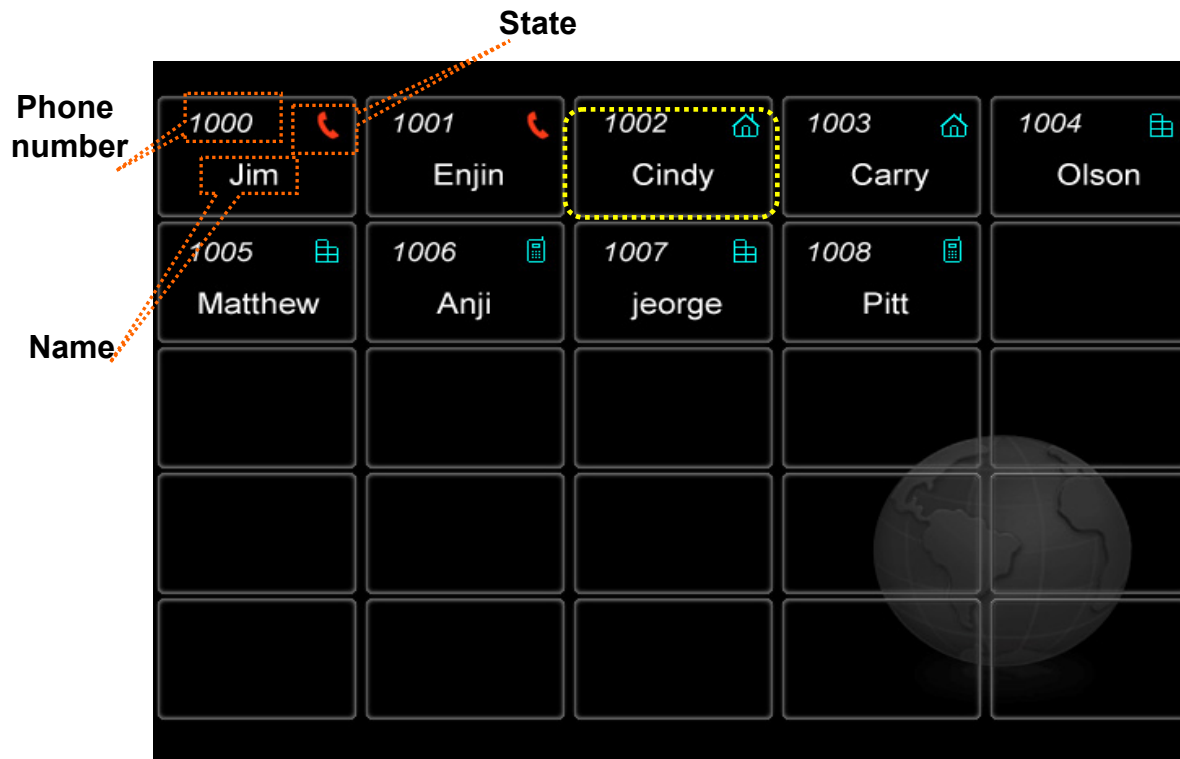 State
Phone
number
1000
1001
1002
1003
1004
Jim
Enjin
Cindy
Carry
Olson
1005
1006
1007
1008
Matthew
Anji
jeorge
Pitt
Name